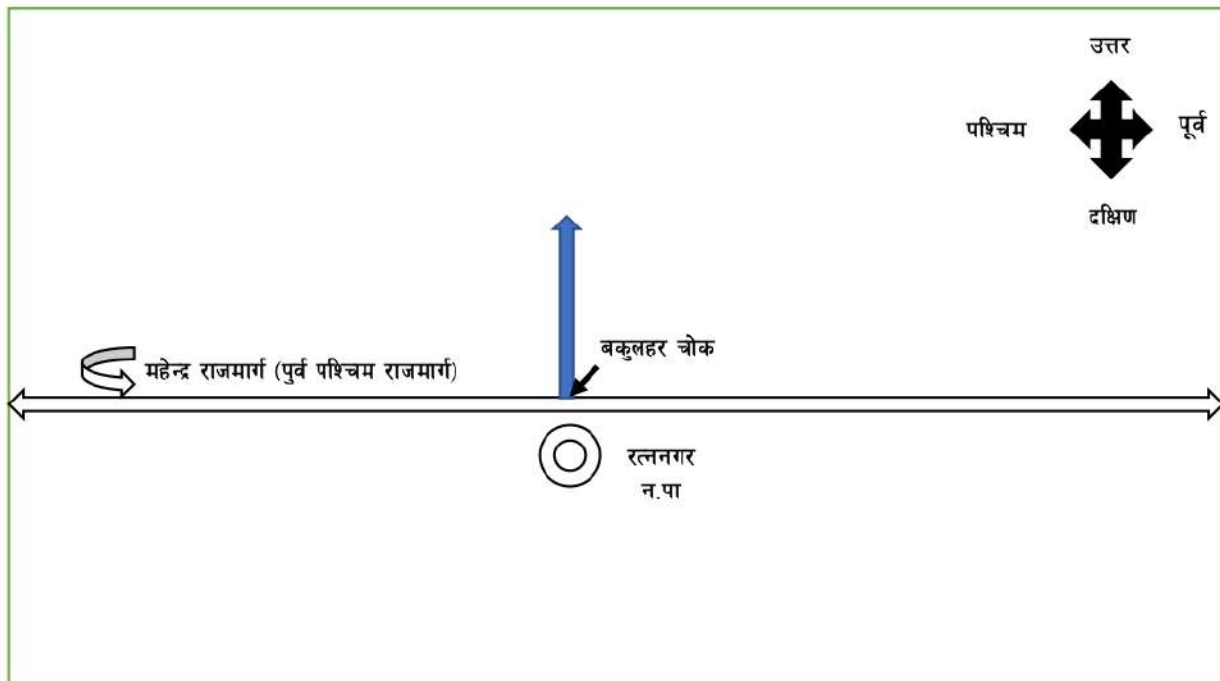 उत्तर
पश्चिम
पूर्व
दक्षिण
बकुलहर चोक
महेन्द्र राजमार्ग (पुर्व पश्चिम राजमार्ग)
रत्ननगर
न.पा